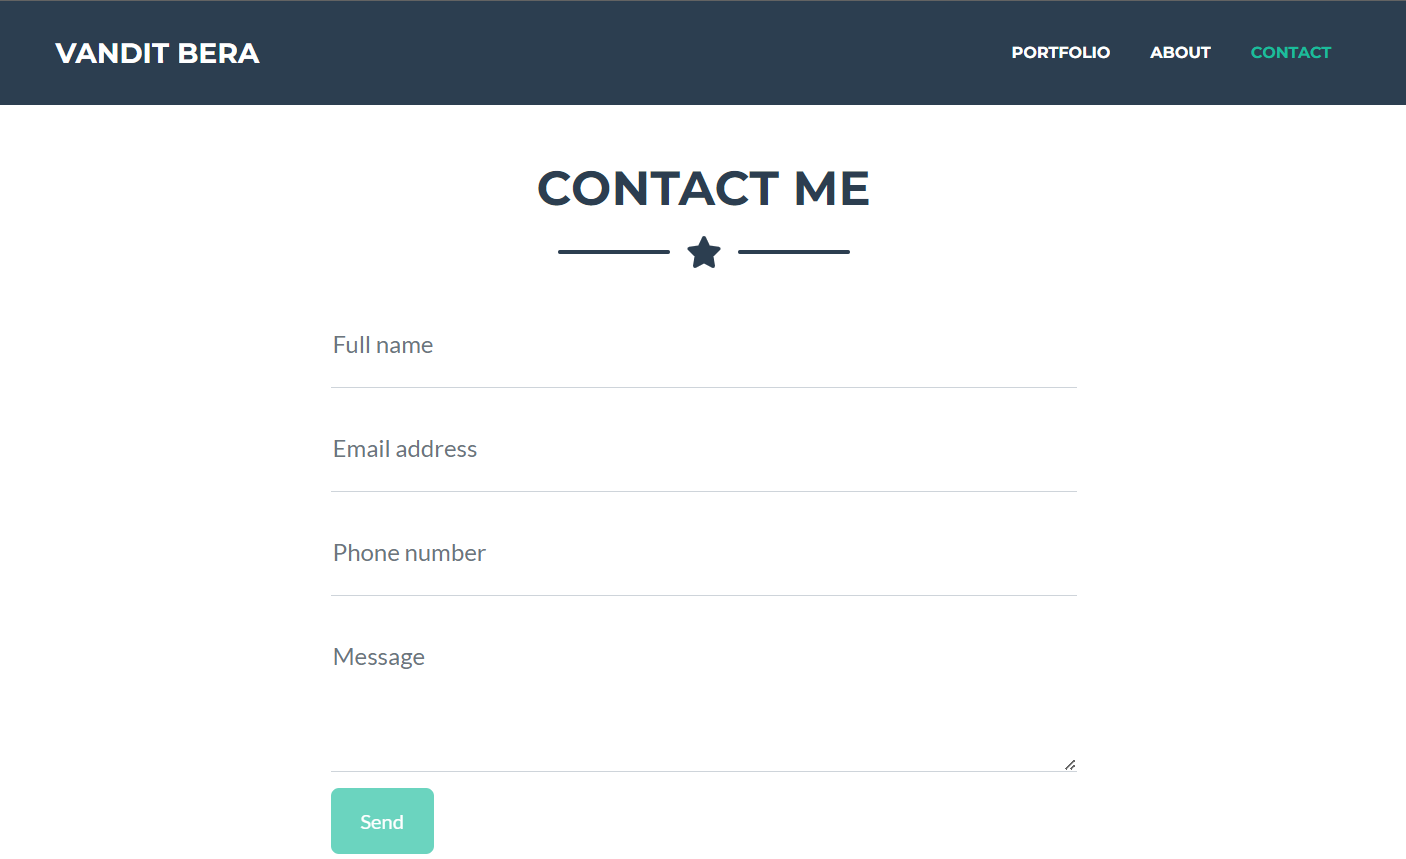 VANDIT BERA
PORTFOLIO ABOUT CONTACT
CONTACT ME
Full name
Email address
Phone number
Message
Send